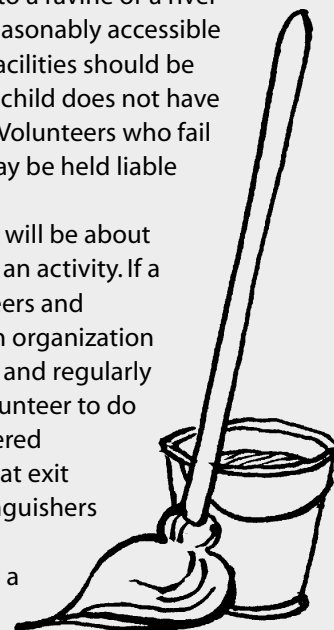 to a ravine or a river
easonably accessible
acilities should be
child does not have
Volunteers who fail
ay be held liable
will be about
an activity. If a
eers and
n organization
and regularly
unteer to do
ered
at exit
nguishers
a